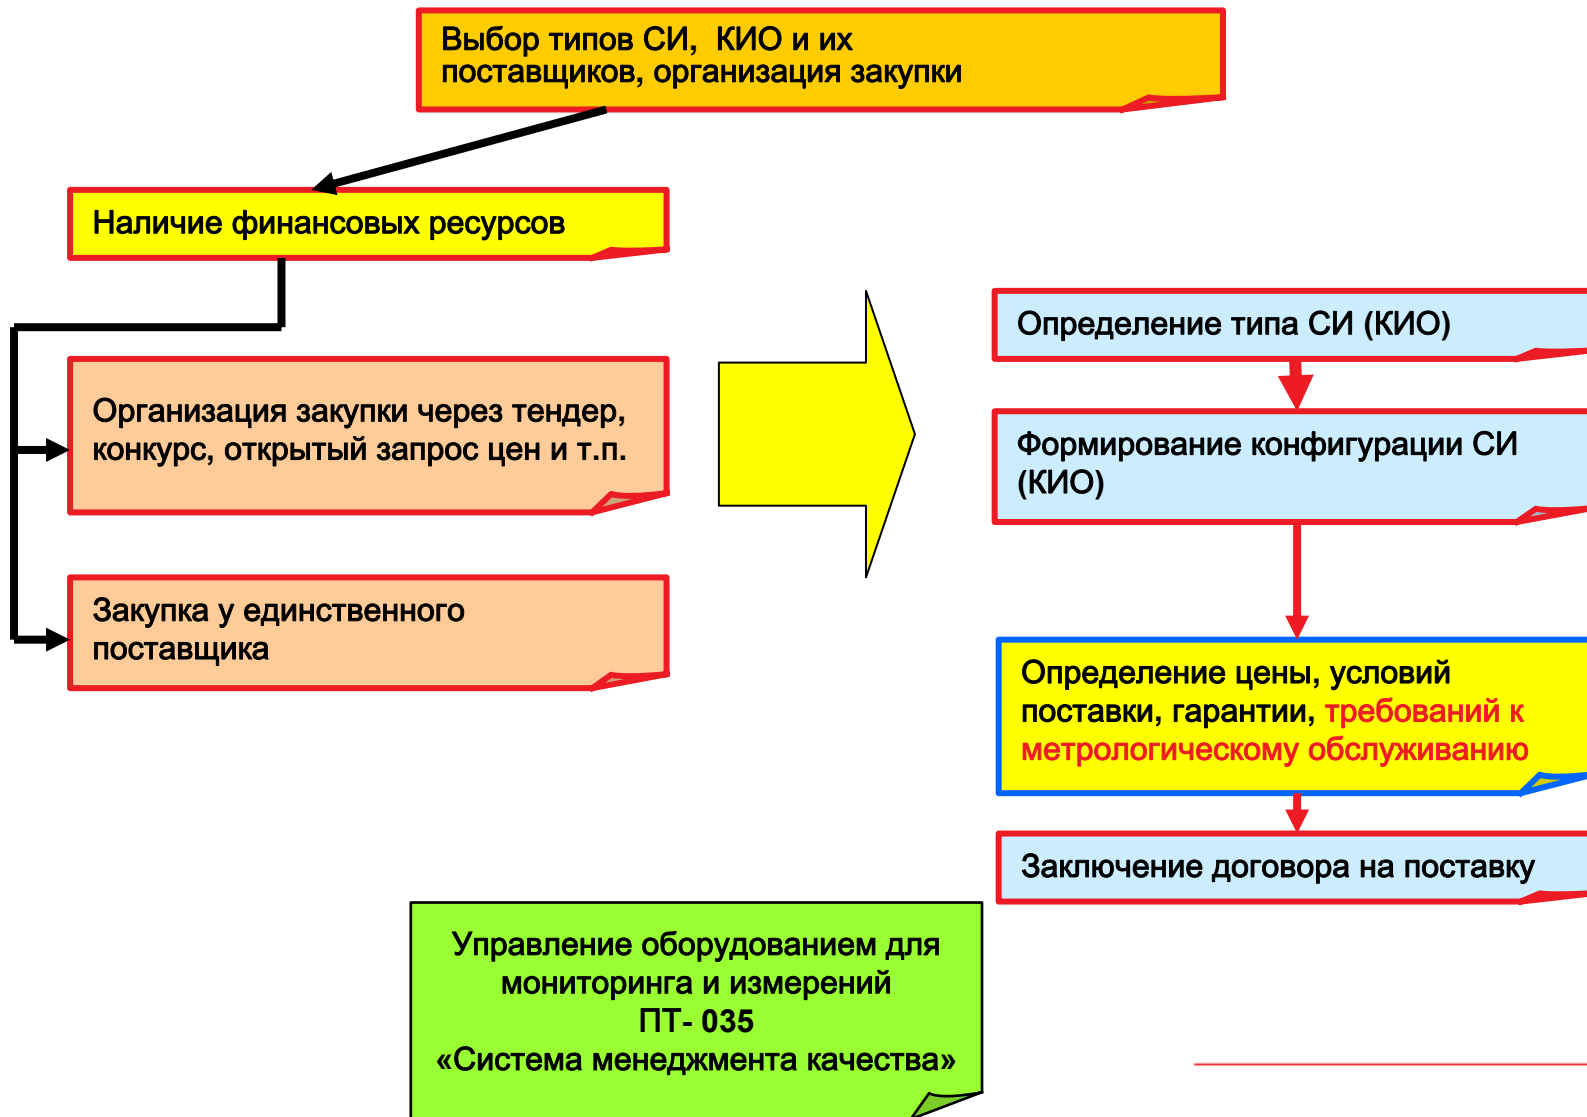 Выбор типов СИ, КИО и их
поставщиков, организация закупки
Наличие финансовых ресурсов
Организация закупки через тендер,
конкурс, открытый запрос цен и т.п.
Закупка у единственного
поставщика
Определение типа СИ (КИО)
Формирование конфигурации СИ
(КИО)
Определение цены, условий
поставки, гарантии, требований к
метрологическому обслуживанию
Заключение договора на поставку
Управление оборудованием для
мониторинга и измерений
ПТ- 035
«Система менеджмента качества»